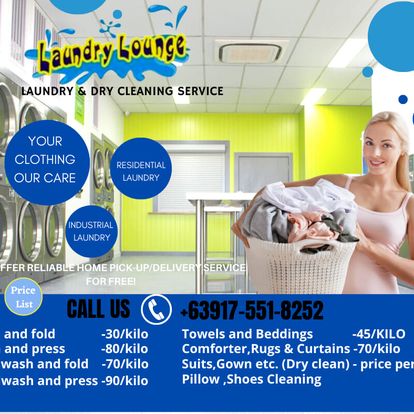 Laundry Lounge
LAUNDRY & DRY CLEANING SERVICE
YOUR
CLOTHING
OUR CARE
RESIDENTIAL
LAUNDRY
INDUSTRIAL
LAUNDRY
FFER RELIABLE HOME PICK-UP/DELIVERY SERVICE
FOR FREE!
Price
List
CALL US
+63917-551-8252
and fold -30/kilo
and press -80/kilo
wash and fold -70/kilo
wash and press -90/kilo
Towels and Beddings -45/KILO
Comforter,Rugs & Curtains -70/kilo
Suits,Gown etc. (Dry clean) - price per
Pillow ,Shoes Cleaning